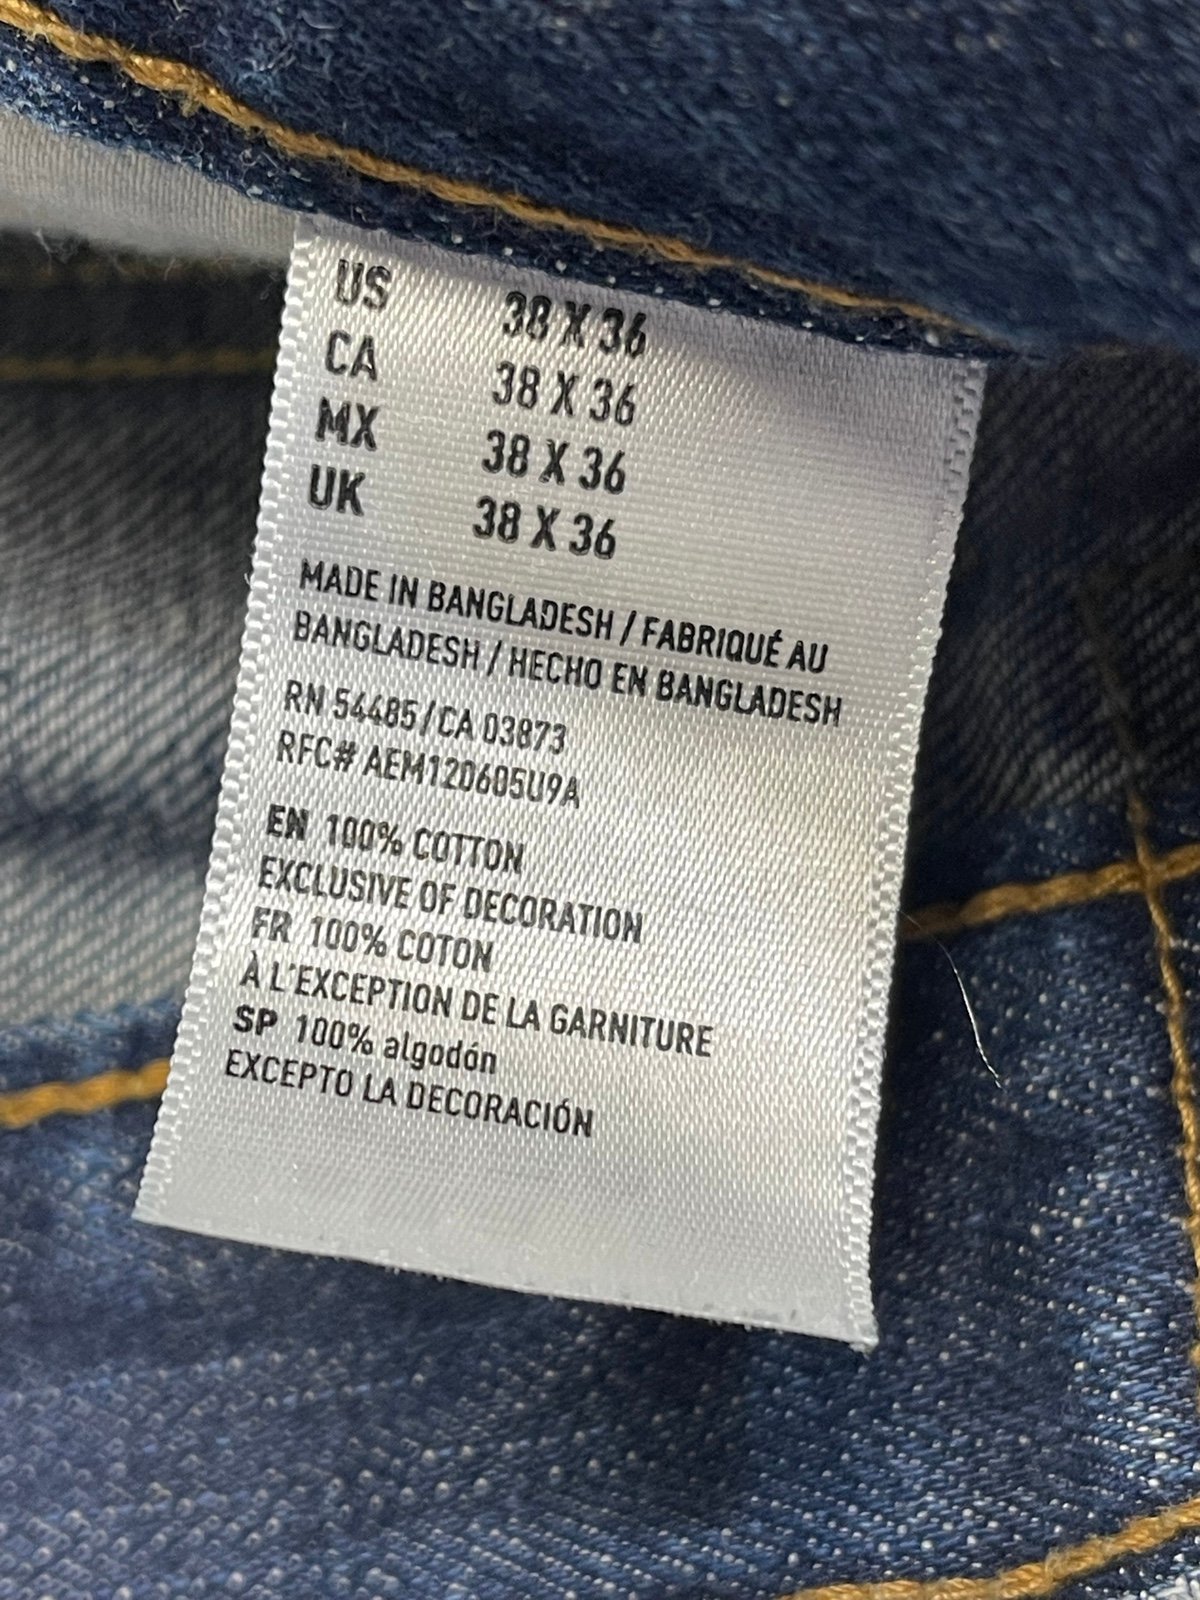 US 38 X 36
CA 38 X 36
MX 38 X 36
UK 38 X 36
MADE IN BANGLADESH / FABRIQUÉ AU
BANGLADESH / HECHO EN BANGLADESH
RN 54485/CA 03873
RFC# AEM120605U9A
EN 100% COTTON
EXCLUSIVE OF DECORATION
FR 100% COTON
À L'EXCEPTION DE LA GARNITURE
SP 100% algodón
EXCEPTO LA DECORACIÓN